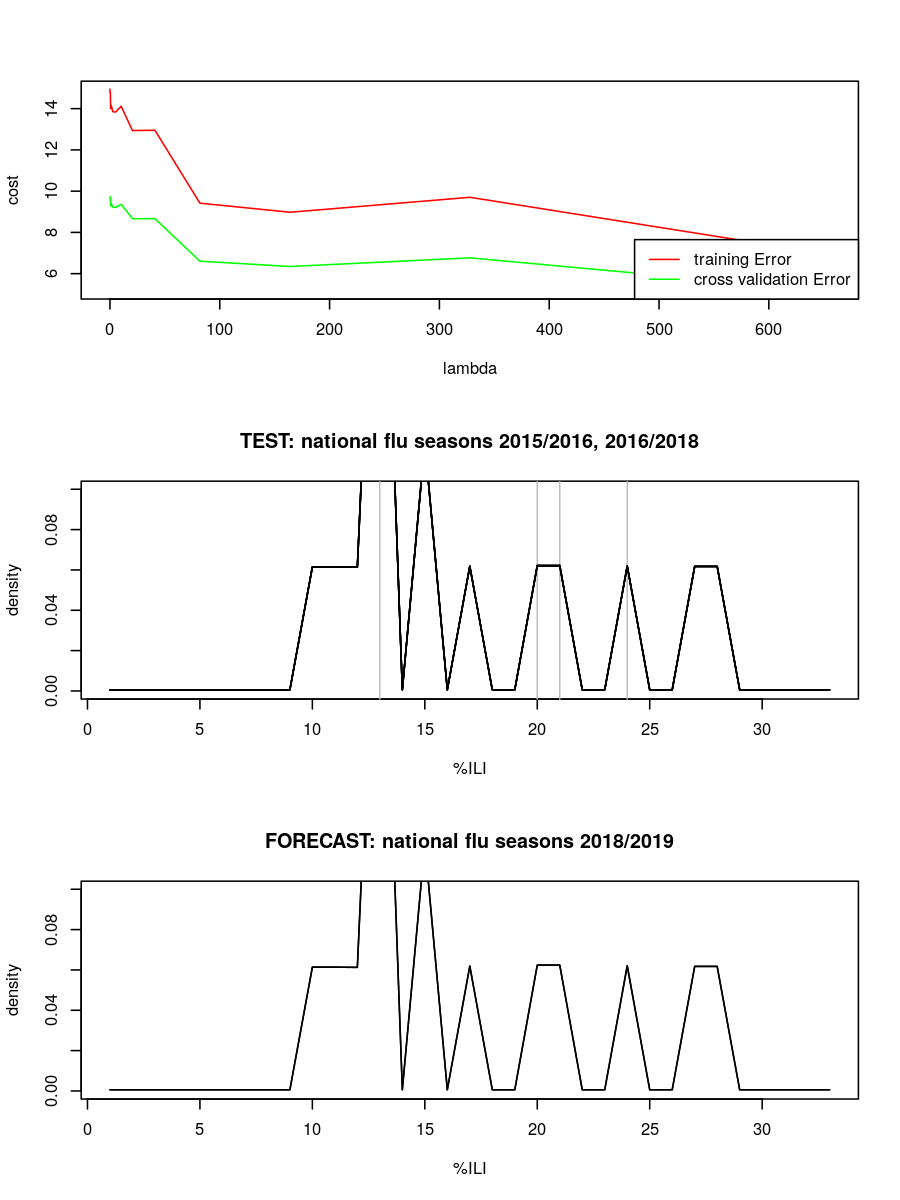 14
12
10
8
6
cost
0 100 200 300 400 500 600
lambda
training Error
cross validation Error
TEST: national flu seasons 2015/2016, 2016/2018
0.08
0.04
0.00
density
0 5 10 15 20 25 30
%ILI
FORECAST: national flu seasons 2018/2019
0.08
0.04
0.00
density
0 5 10 15 20 25 30
%ILI